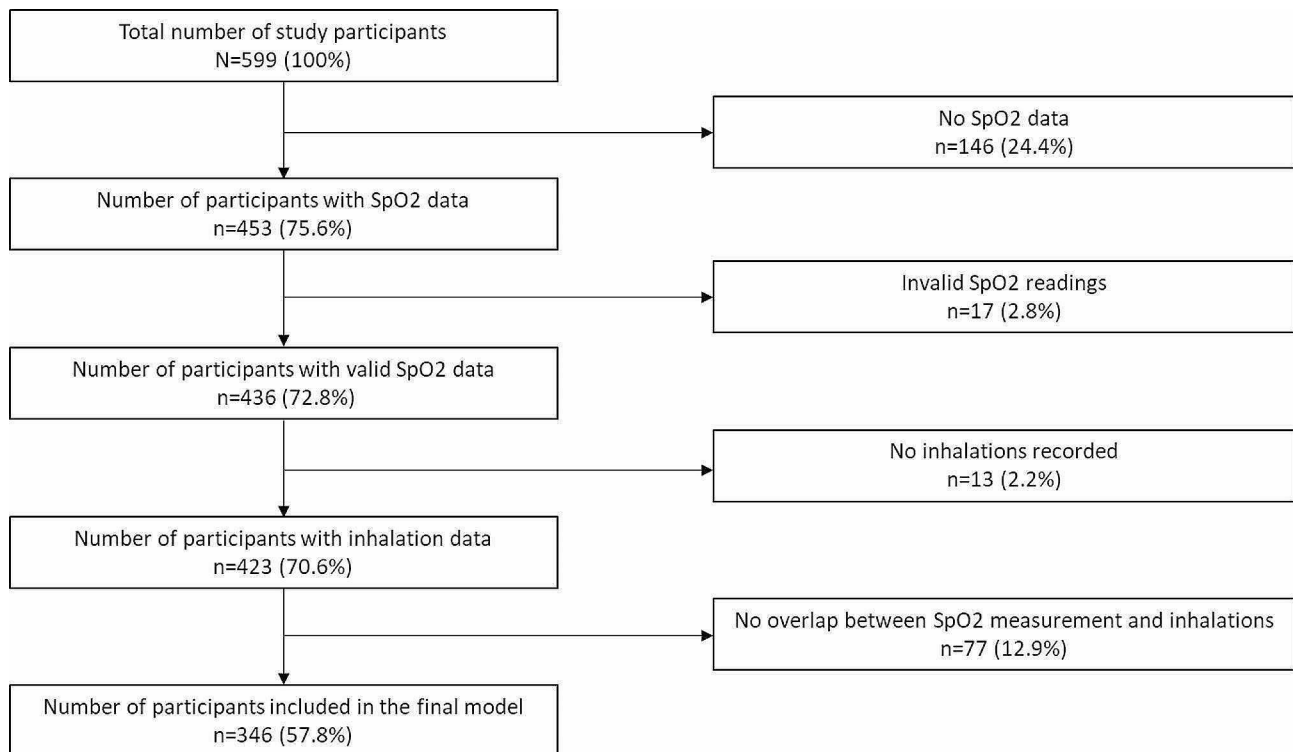 Total number of study participants
N=599 (100%)
No SpO2 data
n=146 (24.4%)
Number of participants with SpO2 data
n=453 (75.6%)
Invalid SpO2 readings
n=17 (2.8%)
Number of participants with valid SpO2 data
n=436 (72.8%)
No inhalations recorded
n=13 (2.2%)
Number of participants with inhalation data
n=423 (70.6%)
No overlap between SpO2 measurement and inhalations
n=77 (12.9%)
Number of participants included in the final model
n=346 (57.8%)